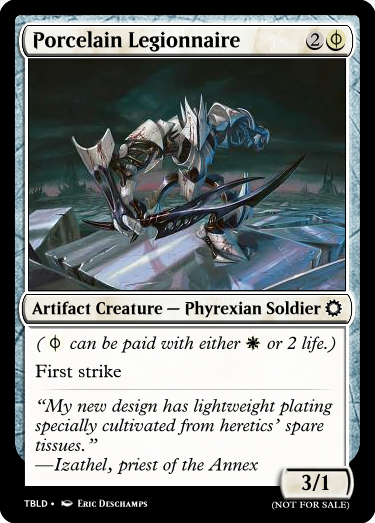 Porcelain Legionnaire 2
Artifact Creature — Phyrexian Soldier
( can be paid with either or 2 life.)
First strike
“My new design has lightweight plating
specially cultivated from heretics’ spare
tissues.”
—Izathel, priest of the Annex
3/1
TBLD • Eric Deschamps
(NOT FOR SALE)